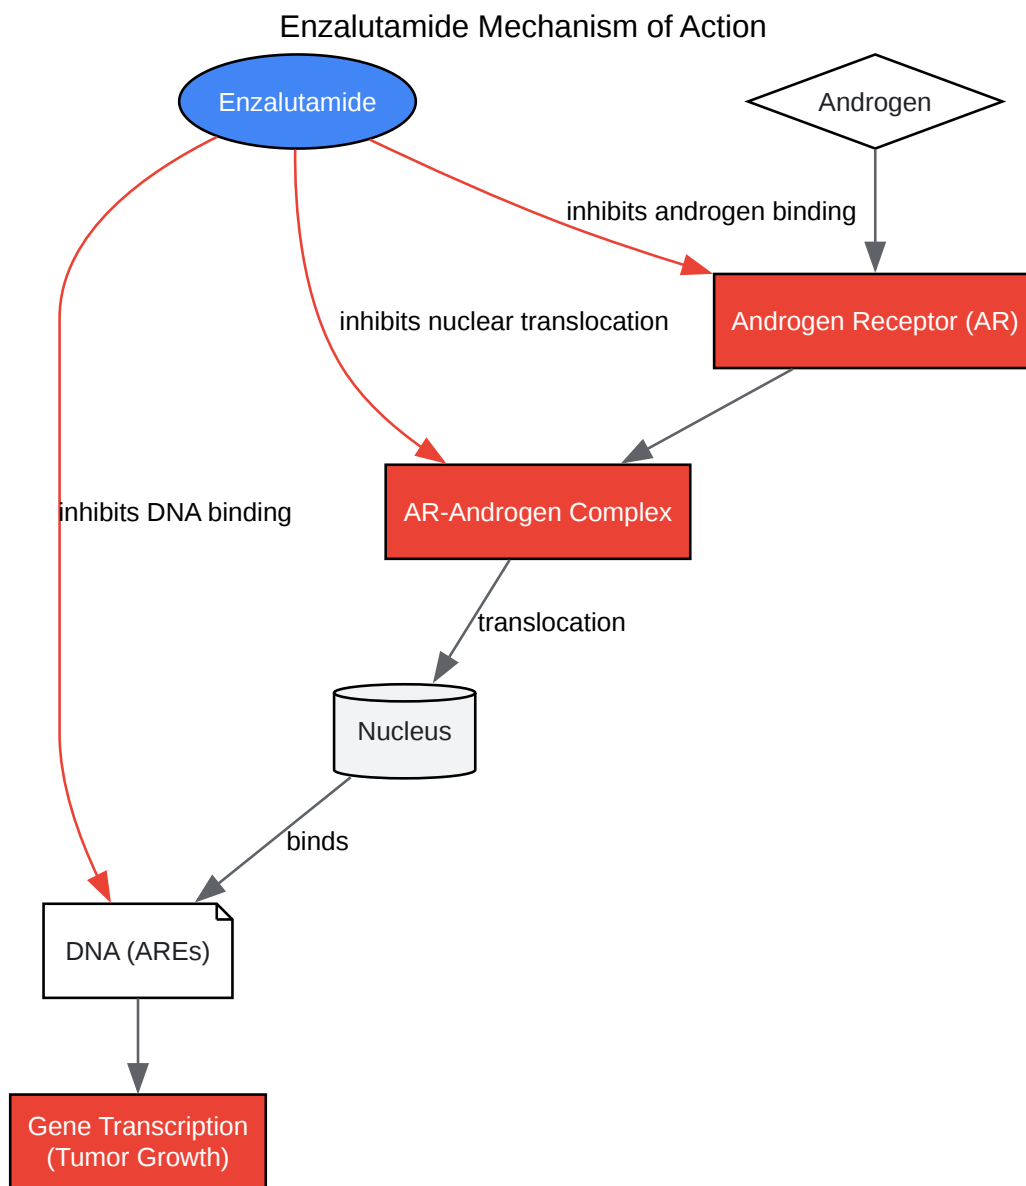 Enzalutamide Mechanism of Action
Enzalutamide
Androgen
inhibits androgen binding
inhibits nuclear translocation
Androgen Receptor (AR)
inhibits DNA binding
AR-Androgen Complex
translocation
Nucleus
binds
DNA (AREs)
Gene Transcription
(Tumor Growth)